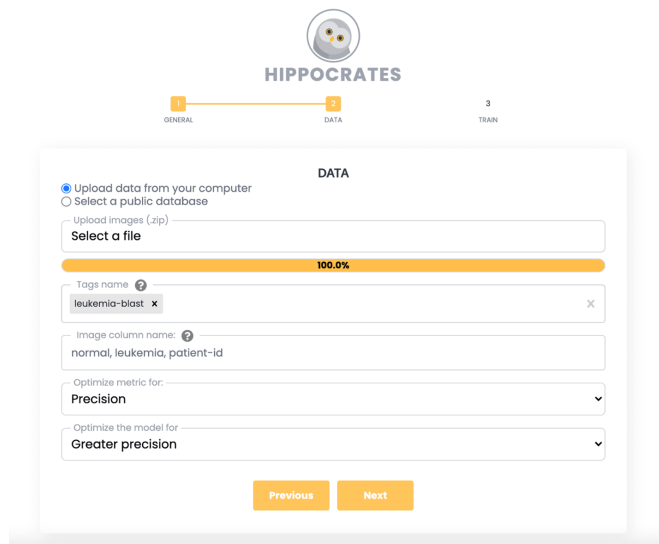 HIPPOCRATES
1 2 3
GENERAL DATA TRAIN
DATA
Upload data from your computer
Select a public database
Upload images (.zip)
Select a file
100.0%
Tags name ?
leukemia-blast × ×
Image column name: ?
normal, leukemia, patient-id
Optimize metric for:
Precision
Optimize the model for
Greater precision
Previous Next